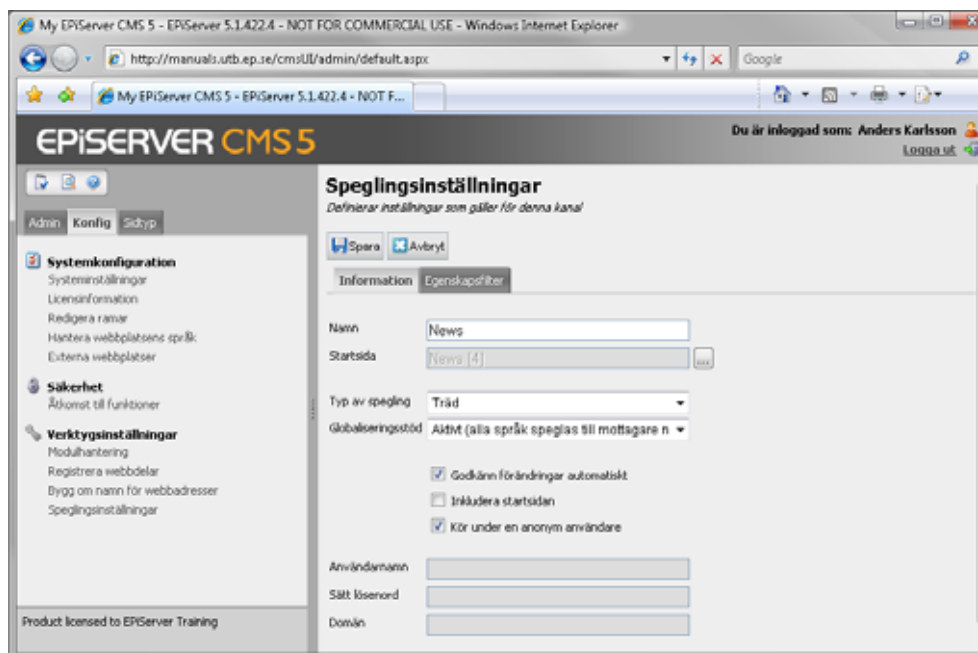 My EPiServer CMS 5 - EPiServer 5.1.422.4 - NOT FOR COMMERCIAL USE - Windows Internet Explorer
http://manuals.utb.ep.se/cmsUI/admin/default.aspx
Google
My EPiServer CMS 5 - EPiServer 5.1.422.4 - NOT F...
EPiSERVER CMS 5
Du är inloggad som: Anders Karlsson
Logga ut
Admin Konfig Sidtyp
Systemkonfiguration
Systeminställningar
Licensinformation
Redigera ramar
Hantera webbplatsens språk
Externa webbplatser
Säkerhet
Åtkomst till funktioner
Verktygsinställningar
Modulhantering
Registrera webbdelar
Bygg om namn för webbadresser
Speglingsinställningar
Product licensed to EPiServer Training
Speglingsinställningar
Definierar inställningar som gäller för denna kanal
Spara Avbryt
Information Egenskapsfilter
Namn News
Startsida News [4] ...
Typ av spegling Träd
Globaliseringsstöd Aktivt (alla språk speglas till mottagare n
Godkänn förändringar automatiskt
Inkludera startsidan
Kör under en anonym användare
Användarnamn
Sätt lösenord
Domän